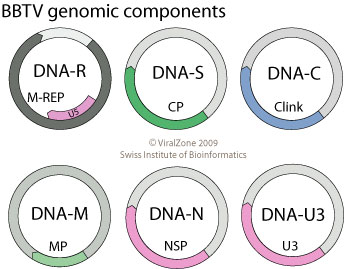 BBTV genomic components
DNA-R
M-REP
U5
DNA-S
CP
DNA-C
Clink
© ViralZone 2009
Swiss Institute of Bioinformatics
DNA-M
MP
DNA-N
NSP
DNA-U3
U3